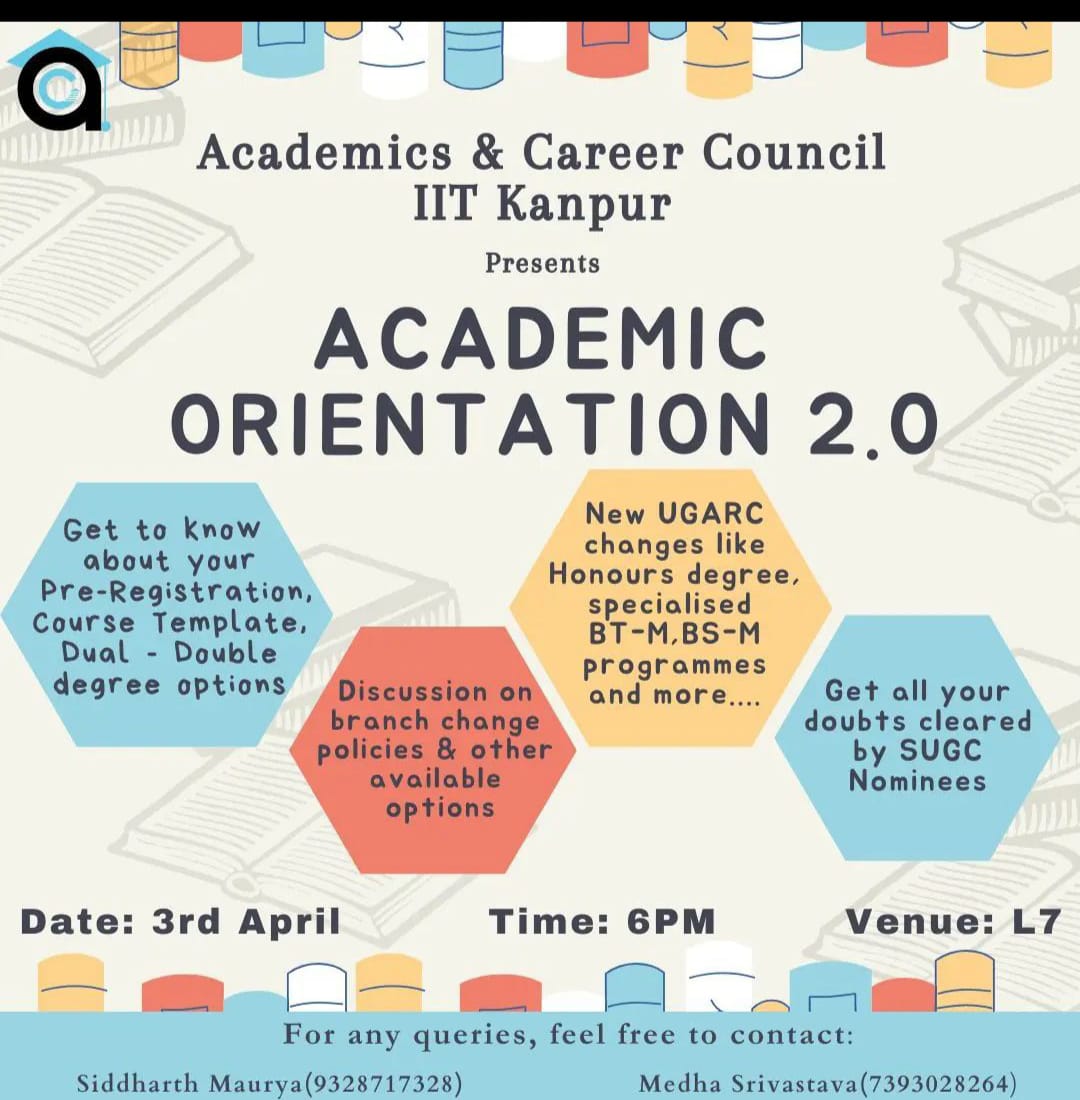 Academics & Career Council
IIT Kanpur
Presents
ACADEMIC
ORIENTATION 2.0
Get to know
about your
Pre-Registration,
Course Template,
Dual - Double
degree options
Discussion on
branch change
policies & other
available
options
New UGARC
changes like
Honours degree,
specialised
BT-M,BS-M
programmes
and more....
Get all your
doubts cleared
by SUGC
Nominees
Date: 3rd April
Time: 6PM
Venue: L7
For any queries, feel free to contact:
Siddharth Maurya(9328717328)
Medha Srivastava(7393028264)